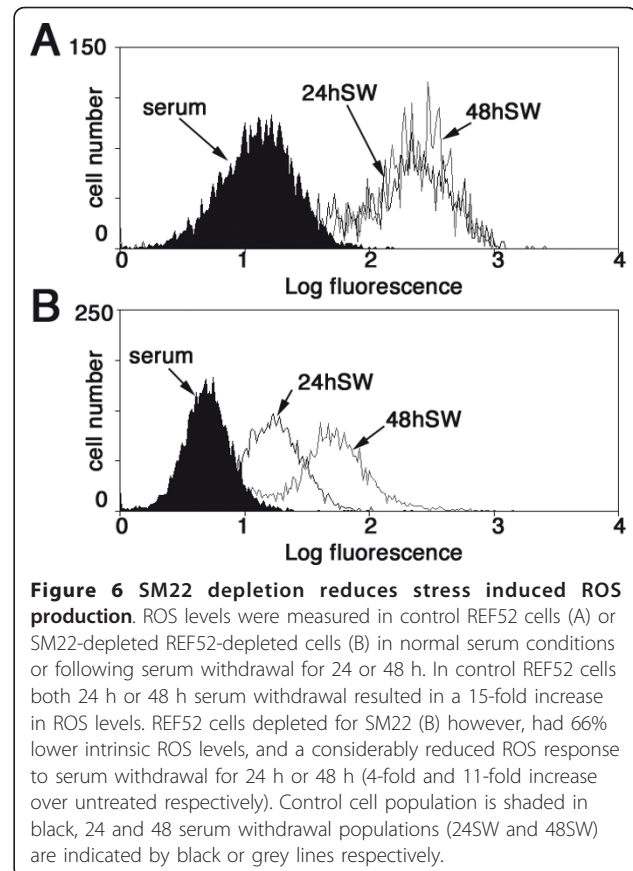 A
150
serum
24hSW
48hSW
cell number
0
0 1 2 3 4
Log fluorescence
B
250
serum
24hSW
48hSW
cell number
0
0 1 2 3 4
Log fluorescence
Figure 6 SM22 depletion reduces stress induced ROS
production. ROS levels were measured in control REF52 cells (A) or
SM22-depleted REF52-depleted cells (B) in normal serum conditions
or following serum withdrawal for 24 or 48 h. In control REF52 cells
both 24 h or 48 h serum withdrawal resulted in a 15-fold increase
in ROS levels. REF52 cells depleted for SM22 (B) however, had 66%
lower intrinsic ROS levels, and a considerably reduced ROS response
to serum withdrawal for 24 h or 48 h (4-fold and 11-fold increase
over untreated respectively). Control cell population is shaded in
black, 24 and 48 serum withdrawal populations (24SW and 48SW)
are indicated by black or grey lines respectively.